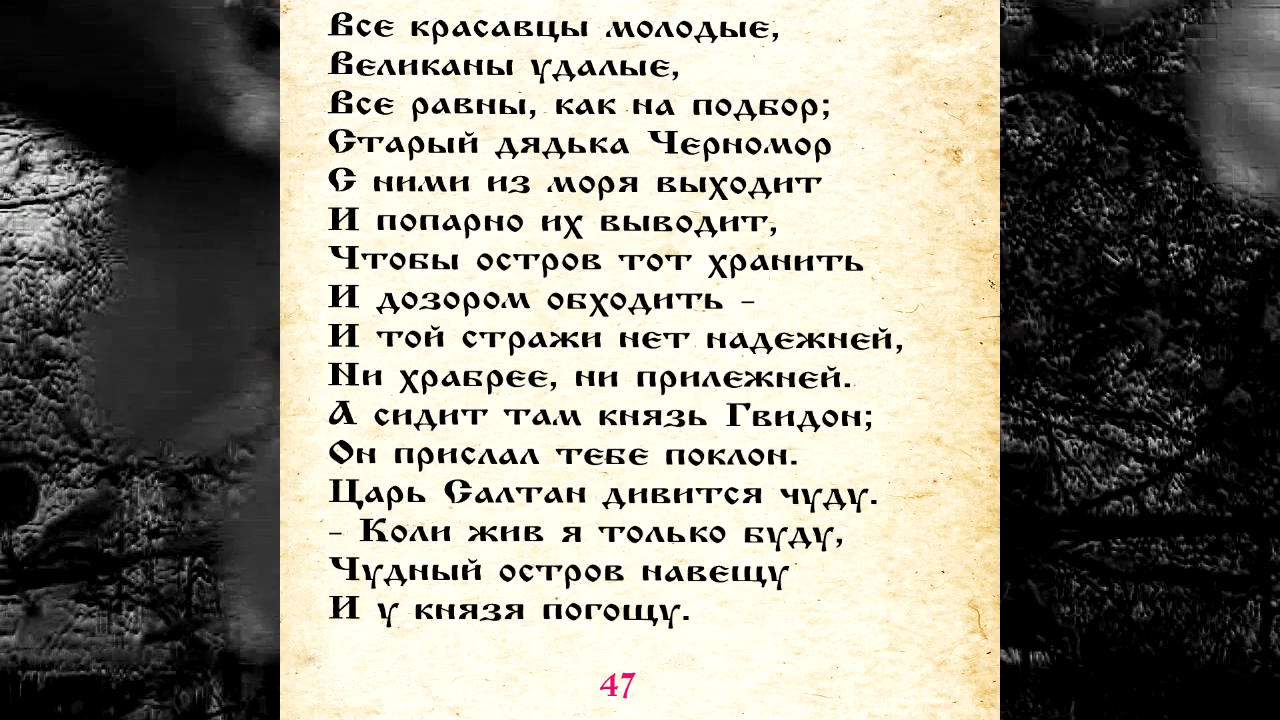 Все красавцы молодые,
Великаны удалые,
Все равны, как на подбор;
Старый дядька Черномор
С ними из моря выходит
И попарно их выводит,
Чтобы остров тот хранить
И дозором обходить –
И той стражи нет надежней,
Ни храбрее, ни прилежней.
А сидит там князь Гвидон;
Он прислал тебе поклон.
Царь Салтан дивится чуду.
– Коли жив я только буду,
Чудный остров навещу
И у князя погощу.
47